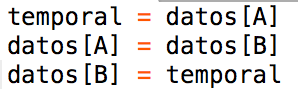 temporal = datos[A]
datos[A] = datos[B]
datos[B] = temporal